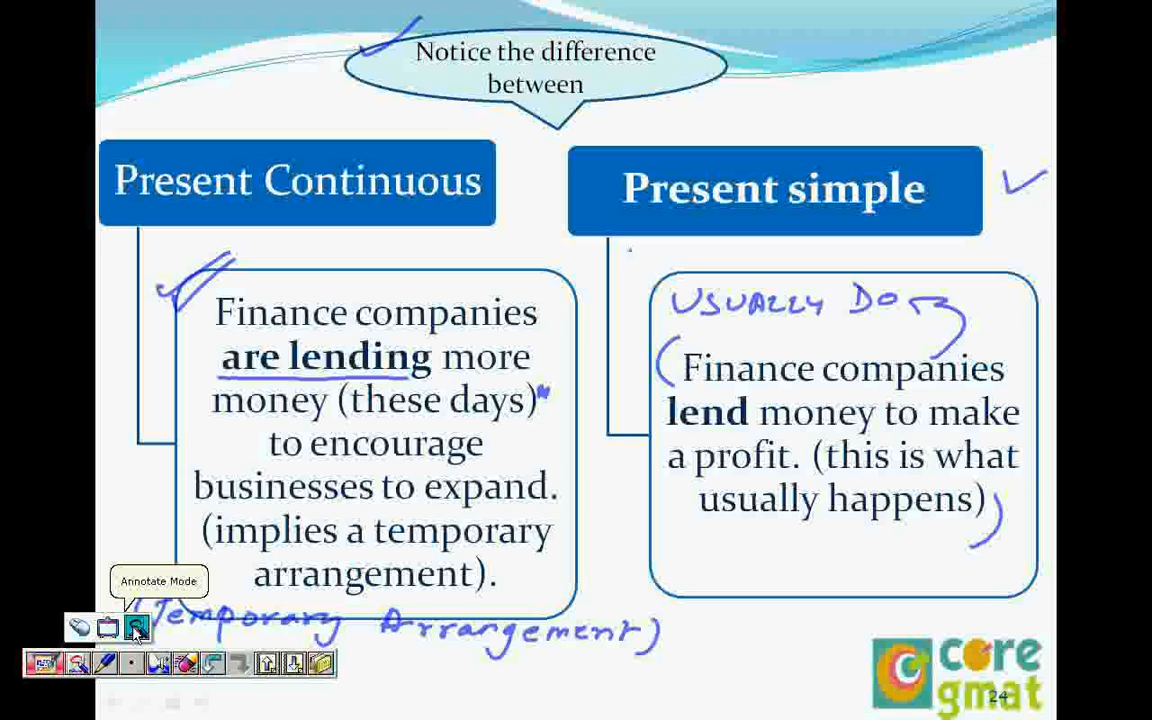 Notice the difference
between
Present Continuous
Present simple
Finance companies
are lending more
money (these days)
to encourage
businesses to expand.
(implies a temporary
arrangement).
(Temporary Arrangement)
USUALLY DO
Finance companies
lend money to make
a profit. (this is what
usually happens)
Annotate Mode
core
gmat
24